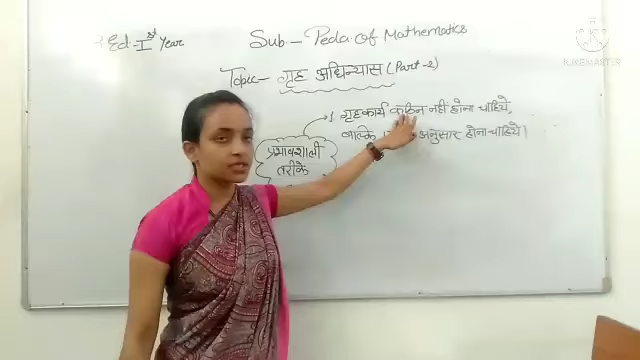 Ed. Ist Year
Sub:- Peda. of Mathematics
Topic- गृह अधिन्यास (Part-2)
1 गृहकार्य कठिन नहीं होना चाहिये,
बल्कि अनुसार होना चाहिये।
प्रभावशाली
तरीके
KINEMASTER